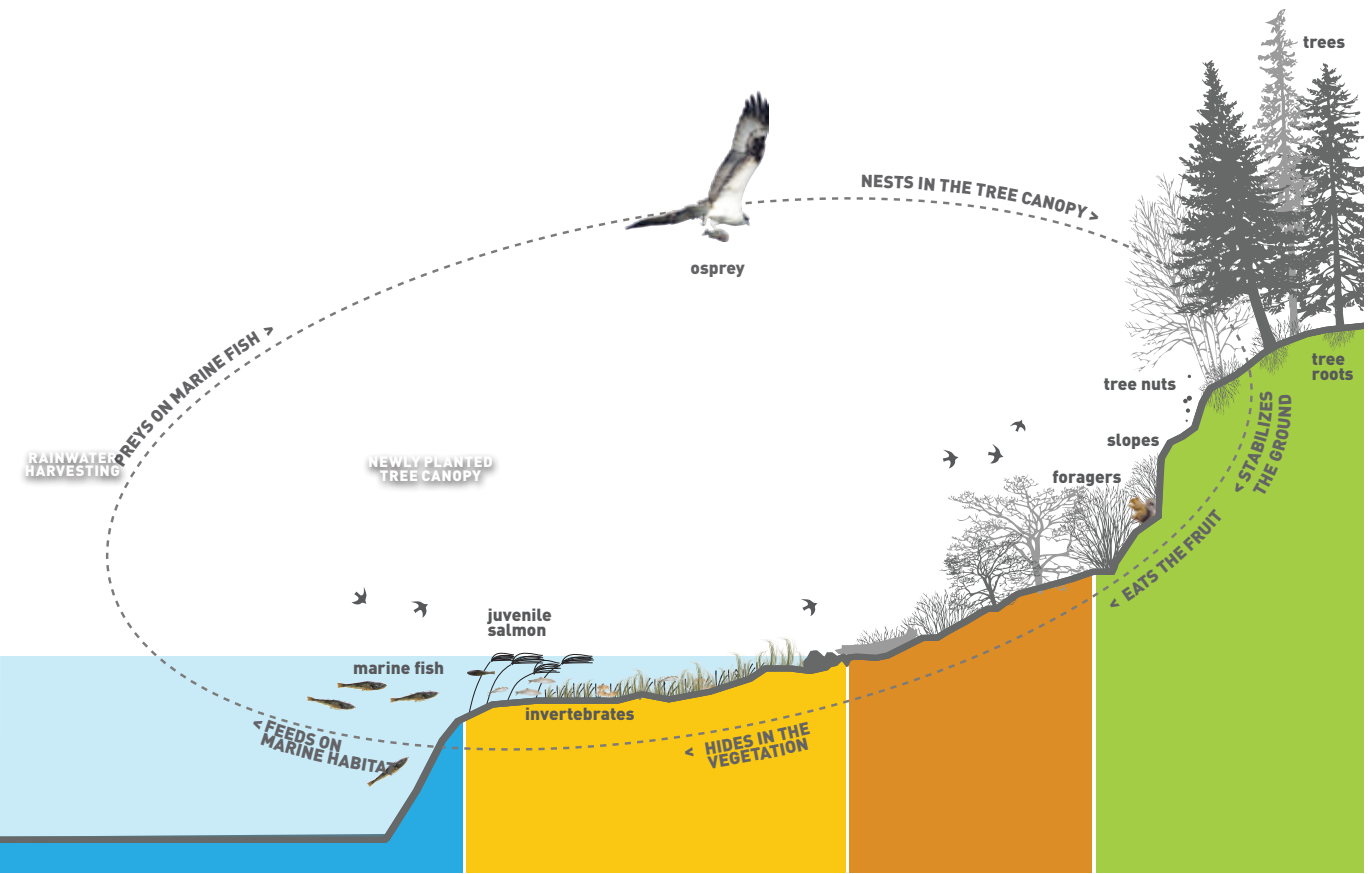 trees
NESTS IN THE TREE CANOPY >
osprey
PREYS ON MARINE FISH >
tree
roots
tree nuts
< STABILIZES
THE GROUND
slopes
RAINWATER
HARVESTING
NEWLY PLANTED
TREE CANOPY
foragers
< EATS THE FRUIT
juvenile
salmon
marine fish
invertebrates
< FEEDS ON
MARINE HABITAT
< HIDES IN THE
VEGETATION